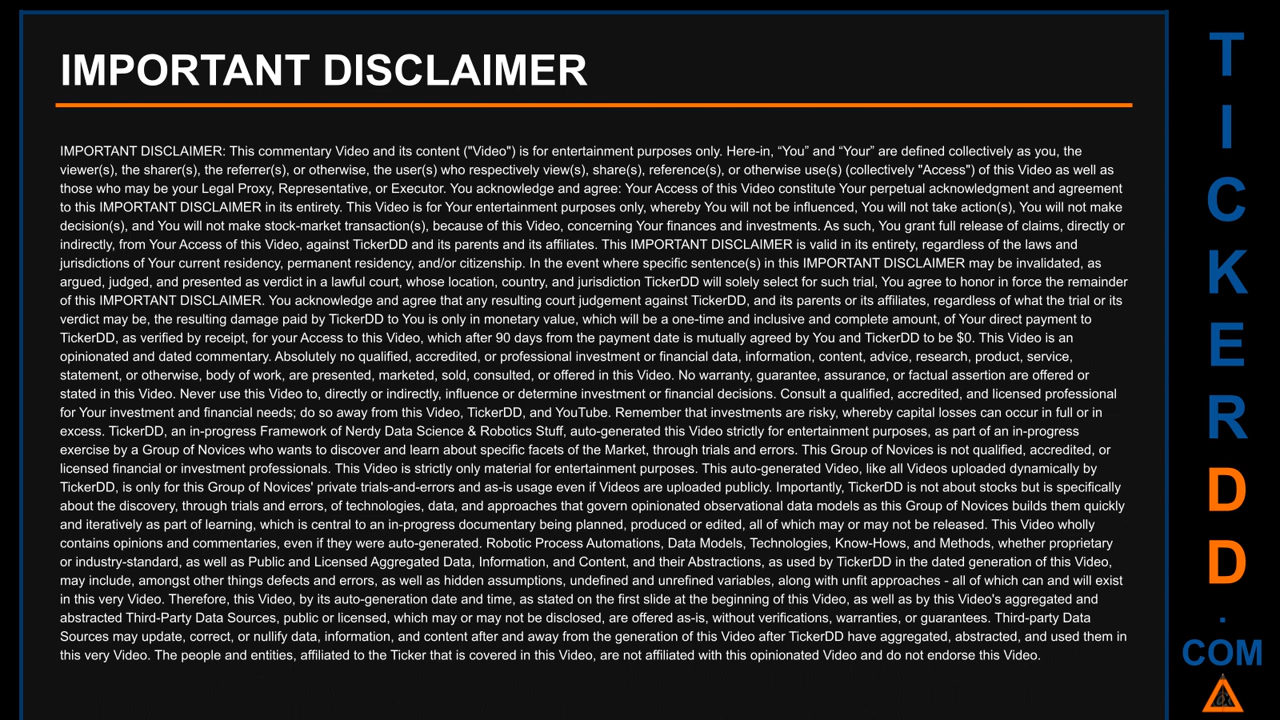 IMPORTANT DISCLAIMER
IMPORTANT DISCLAIMER: This commentary Video and its content ("Video") is for entertainment purposes only. Here-in, “You” and “Your” are defined collectively as you, the
viewer(s), the sharer(s), the referrer(s), or otherwise, the user(s) who respectively view(s), share(s), reference(s), or otherwise use(s) (collectively "Access") of this Video as well as
those who may be your Legal Proxy, Representative, or Executor. You acknowledge and agree: Your Access of this Video constitute Your perpetual acknowledgment and agreement
to this IMPORTANT DISCLAIMER in its entirety. This Video is for Your entertainment purposes only, whereby You will not be influenced, You will not take action(s), You will not make
decision(s), and You will not make stock-market transaction(s), because of this Video, concerning Your finances and investments. As such, You grant full release of claims, directly or
indirectly, from Your Access of this Video, against TickerDD and its parents and its affiliates. This IMPORTANT DISCLAIMER is valid in its entirety, regardless of the laws and
jurisdictions of Your current residency, permanent residency, and/or citizenship. In the event where specific sentence(s) in this IMPORTANT DISCLAIMER may be invalidated, as
argued, judged, and presented as verdict in a lawful court, whose location, country, and jurisdiction TickerDD will solely select for such trial, You agree to honor in force the remainder
of this IMPORTANT DISCLAIMER. You acknowledge and agree that any resulting court judgement against TickerDD, and its parents or its affiliates, regardless of what the trial or its
verdict may be, the resulting damage paid by TickerDD to You is only in monetary value, which will be a one-time and inclusive and complete amount, of Your direct payment to
TickerDD, as verified by receipt, for your Access to this Video, which after 90 days from the payment date is mutually agreed by You and TickerDD to be $0. This Video is an
opinionated and dated commentary. Absolutely no qualified, accredited, or professional investment or financial data, information, content, advice, research, product, service,
statement, or otherwise, body of work, are presented, marketed, sold, consulted, or offered in this Video. No warranty, guarantee, assurance, or factual assertion are offered or
stated in this Video. Never use this Video to, directly or indirectly, influence or determine investment or financial decisions. Consult a qualified, accredited, and licensed professional
for Your investment and financial needs; do so away from this Video, TickerDD, and YouTube. Remember that investments are risky, whereby capital losses can occur in full or in
excess. TickerDD, an in-progress Framework of Nerdy Data Science & Robotics Stuff, auto-generated this Video strictly for entertainment purposes, as part of an in-progress
exercise by a Group of Novices who wants to discover and learn about specific facets of the Market, through trials and errors. This Group of Novices is not qualified, accredited, or
licensed financial or investment professionals. This Video is strictly only material for entertainment purposes. This auto-generated Video, like all Videos uploaded dynamically by
TickerDD, is only for this Group of Novices' private trials-and-errors and as-is usage even if Videos are uploaded publicly. Importantly, TickerDD is not about stocks but is specifically
about the discovery, through trials and errors, of technologies, data, and approaches that govern opinionated observational data models as this Group of Novices builds them quickly
and iteratively as part of learning, which is central to an in-progress documentary being planned, produced or edited, all of which may or may not be released. This Video wholly
contains opinions and commentaries, even if they were auto-generated. Robotic Process Automations, Data Models, Technologies, Know-Hows, and Methods, whether proprietary
or industry-standard, as well as Public and Licensed Aggregated Data, Information, and Content, and their Abstractions, as used by TickerDD in the dated generation of this Video,
may include, amongst other things defects and errors, as well as hidden assumptions, undefined and unrefined variables, along with unfit approaches - all of which can and will exist
in this very Video. Therefore, this Video, by its auto-generation date and time, as stated on the first slide at the beginning of this Video, as well as by this Video's aggregated and
abstracted Third-Party Data Sources, public or licensed, which may or may not be disclosed, are offered as-is, without verifications, warranties, or guarantees. Third-party Data
Sources may update, correct, or nullify data, information, and content after and away from the generation of this Video after TickerDD have aggregated, abstracted, and used them in
this very Video. The people and entities, affiliated to the Ticker that is covered in this Video, are not affiliated with this opinionated Video and do not endorse this Video.
T
I
C
K
E
R
D
D
.
COM